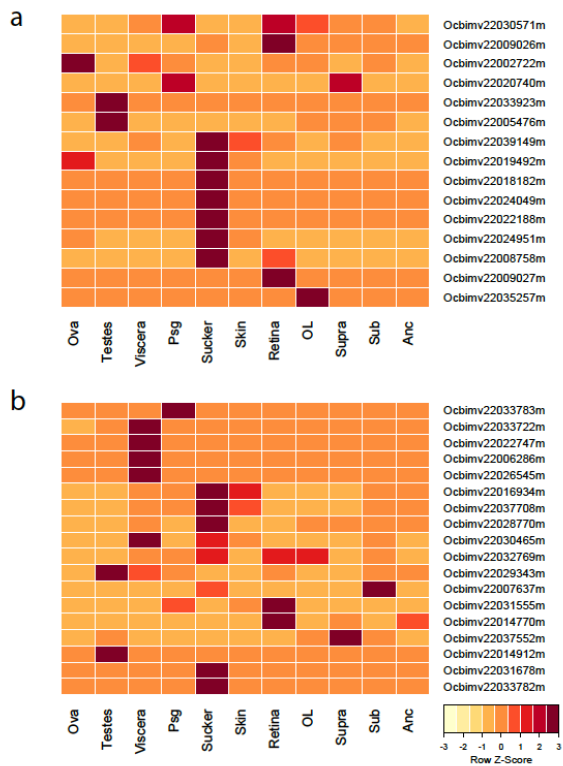 a
Ocbimv22030571m
Ocbimv22009026m
Ocbimv22002722m
Ocbimv22020740m
Ocbimv22033923m
Ocbimv22005476m
Ocbimv22039149m
Ocbimv22019492m
Ocbimv22018182m
Ocbimv22024049m
Ocbimv22022188m
Ocbimv22024951m
Ocbimv22008758m
Ocbimv22009027m
Ocbimv22035257m
Ova Testes Viscera Psg Sucker Skin Retina OL Supra Sub Anc
b
Ocbimv22033783m
Ocbimv22033722m
Ocbimv22022747m
Ocbimv22006286m
Ocbimv22026545m
Ocbimv22016934m
Ocbimv22037708m
Ocbimv22028770m
Ocbimv22030465m
Ocbimv22032769m
Ocbimv22029343m
Ocbimv22007637m
Ocbimv22031555m
Ocbimv22014770m
Ocbimv22037552m
Ocbimv22014912m
Ocbimv22031678m
Ocbimv22033782m
Ova Testes Viscera Psg Sucker Skin Retina OL Supra Sub Anc
-3 -2 -1 0 1 2 3
Row Z-Score